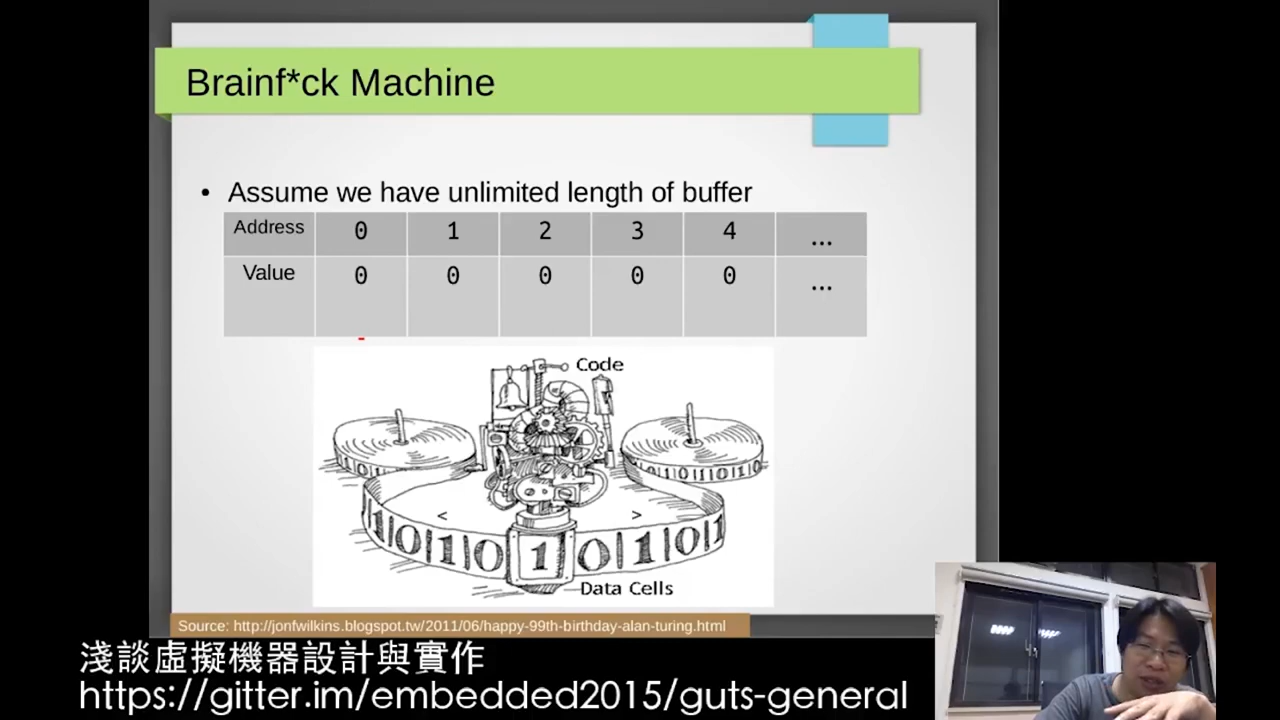 Brainf*ck Machine
• Assume we have unlimited length of buffer
Address 0 1 2 3 4 ...
Value 0 0 0 0 0 ...
Code
< >
1 0 1 0 1 0 1 0 1
Data Cells
Source: http://jonfwilkins.blogspot.tw/2011/06/happy-99th-birthday-alan-turing.html
淺談虛擬機器設計與實作
https://gitter.im/embedded2015/guts-general